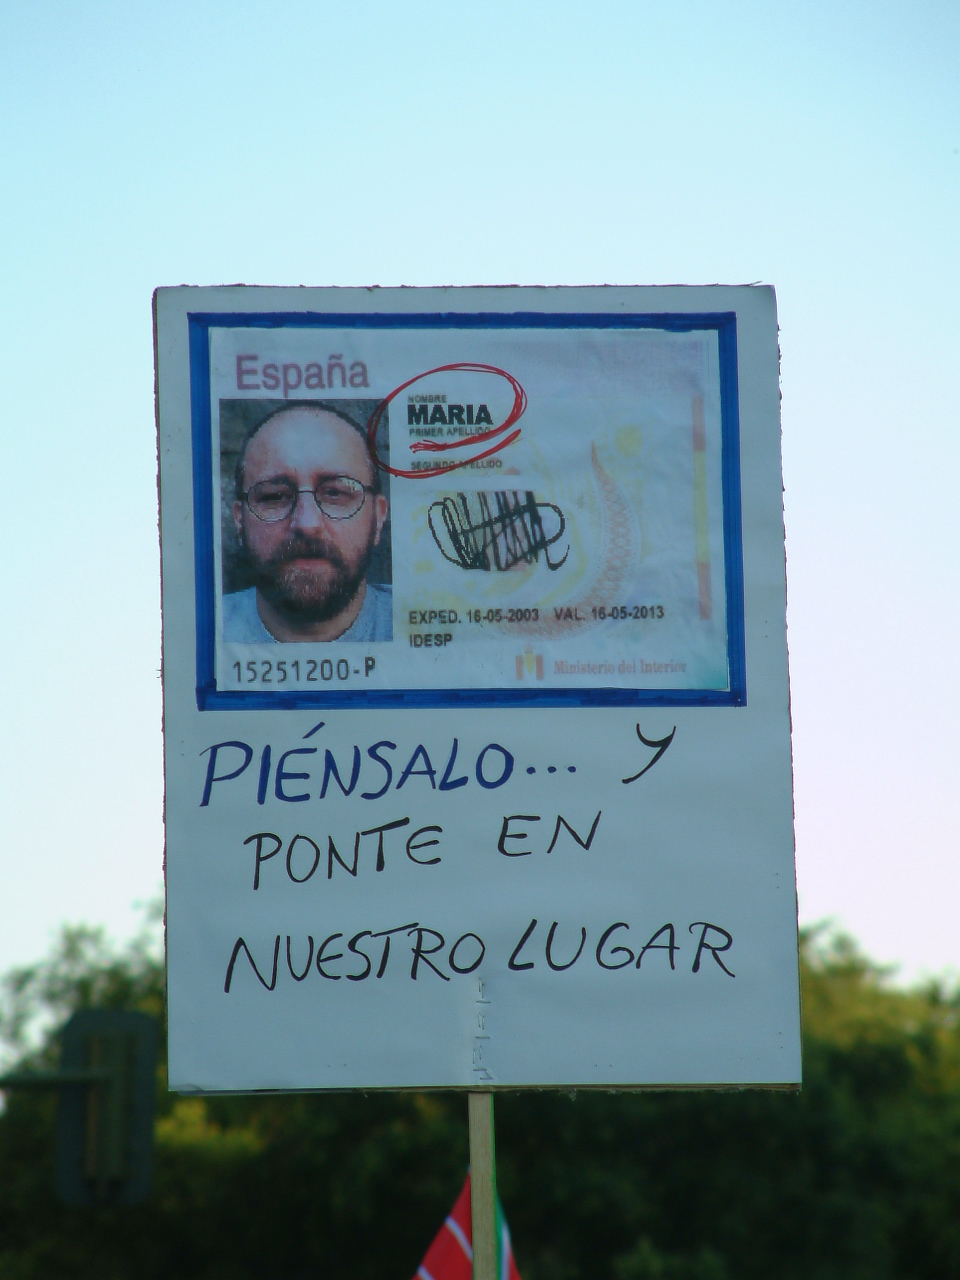 España
NOMBRE
MARIA
PRIMER APELLIDO
SEGUNDO APELLIDO
EXPED. 16-05-2003 VAL. 16-05-2013
IDESP
15251200-P
Ministerio del Interior
PIÉNSALO... Y
PONTE EN
NUESTRO LUGAR